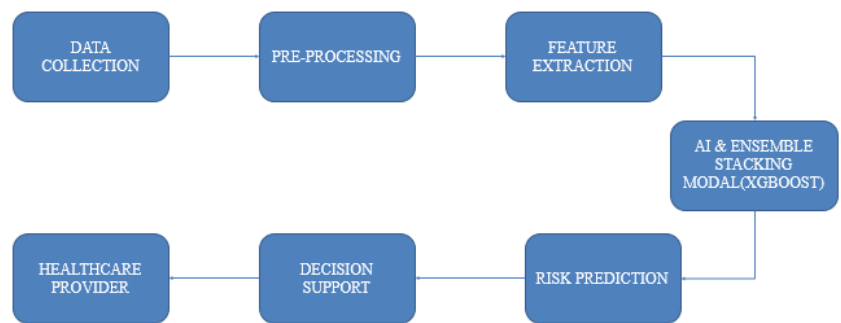 DATA
COLLECTION
PRE-PROCESSING
FEATURE
EXTRACTION
AI & ENSEMBLE
STACKING
MODAL(XGBOOST)
RISK PREDICTION
DECISION
SUPPORT
HEALTHCARE
PROVIDER